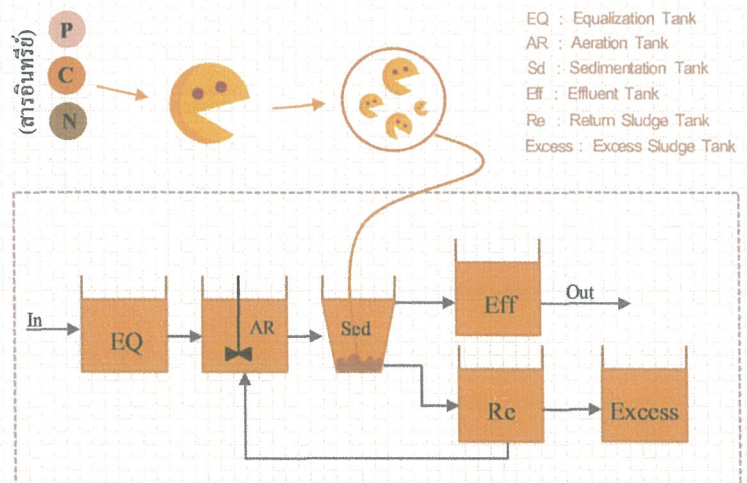 (สารอินทรีย์)
P
C
N
EQ : Equalization Tank
AR : Aeration Tank
Sd : Sedimentation Tank
Eff : Effluent Tank
Re : Return Sludge Tank
Excess : Excess Sludge Tank
In
EQ
AR
Sed
Eff
Out
Re
Excess